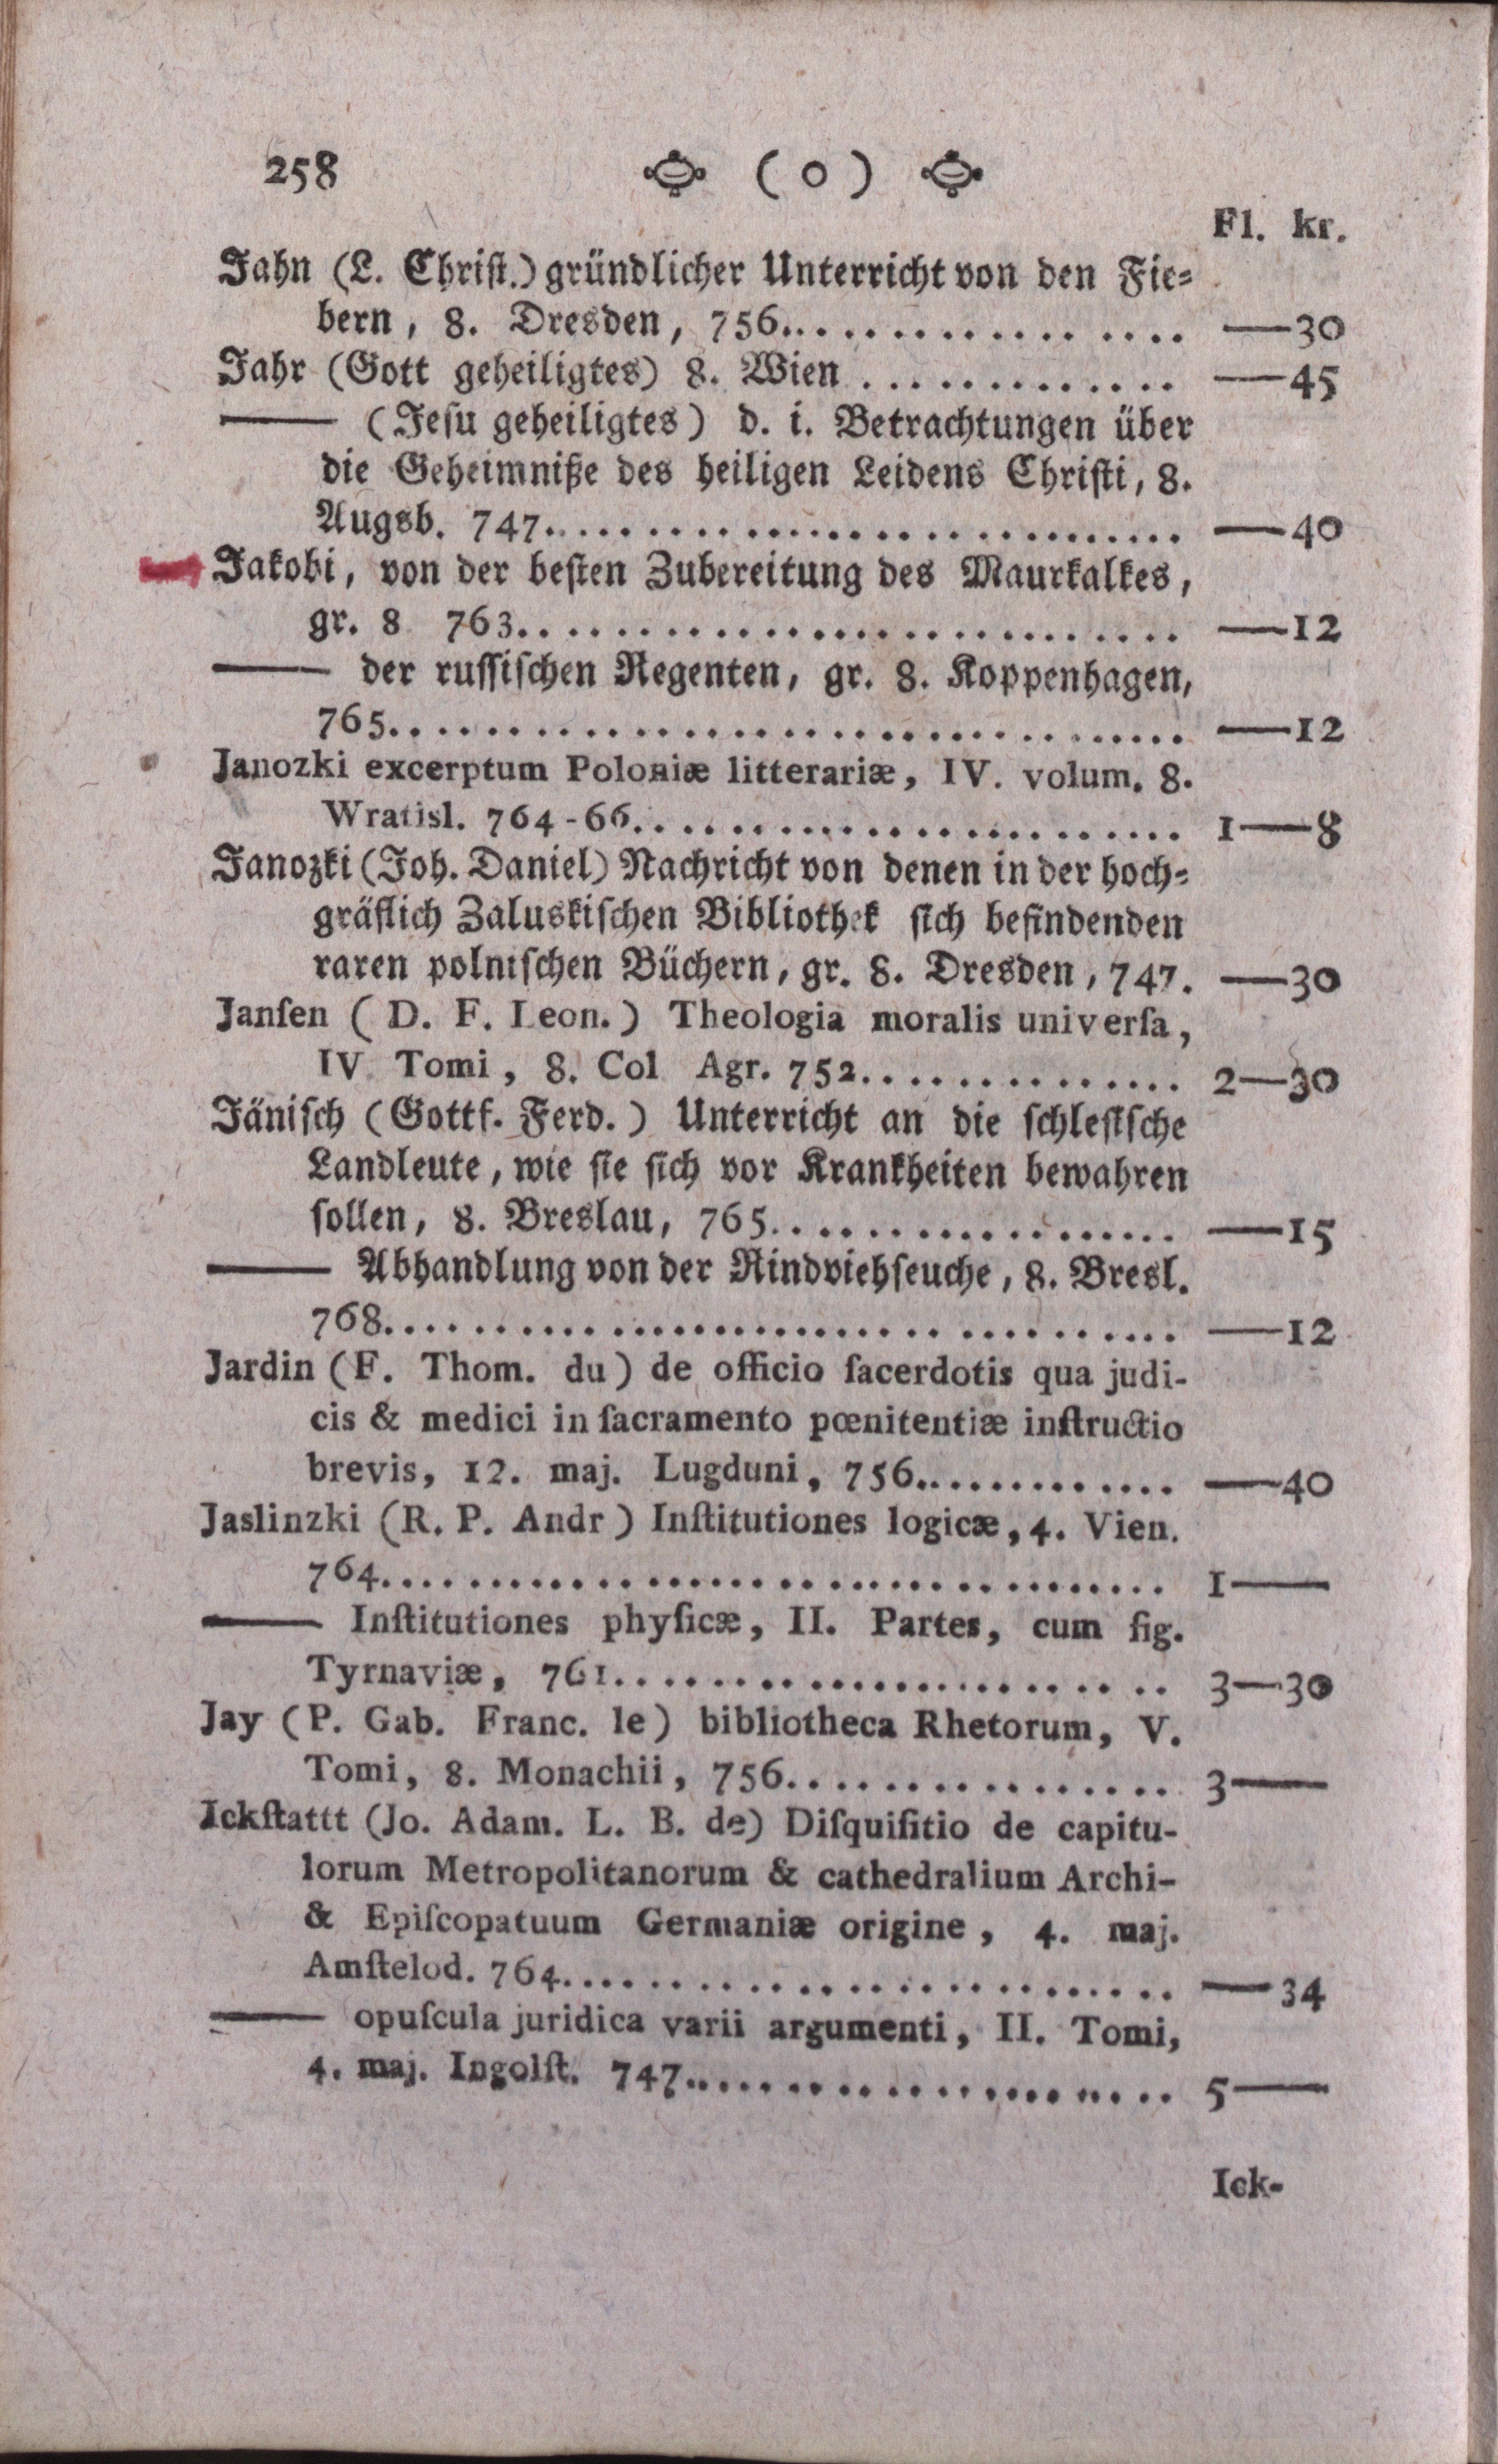 258 ( o )
Fl. kr.
Jahn (L. Christ.) gründlicher Unterricht von den Fie-
bern, 8. Dresden, 756................. —30
Jahr (Gott geheiligtes) 8. Wien ............. —45
—— (Jesu geheiligtes) d. i. Betrachtungen über
die Geheimniße des heiligen Leidens Christi, 8.
Augsb. 747............................. —40
Jakobi, von der besten Zubereitung des Maurkalkes,
gr. 8 763............................. —12
—— der russischen Regenten, gr. 8. Koppenhagen,
765................................... —12
Janozki excerptum Poloniæ litterariæ, IV. volum. 8.
Wratisl. 764-66......................... 1—8
Janozki (Joh. Daniel) Nachricht von denen in der hoch-
gräflich Zaluskischen Bibliothek sich befindenden
raren polnischen Büchern, gr. 8. Dresden, 747. —30
Janſen ( D. F. Leon. ) Theologia moralis univerſa,
IV Tomi, 8. Col Agr. 752............... 2—30
Jänisch (Gottf. Ferd.) Unterricht an die schlesische
Landleute, wie sie sich vor Krankheiten bewahren
sollen, 8. Breslau, 765.................. —15
—— Abhandlung von der Rindviehseuche, 8. Bresl.
768................................... —12
Jardin (F. Thom. du) de officio ſacerdotis qua judi-
cis & medici in ſacramento pœnitentiæ inſtructio
brevis, 12. maj. Lugduni, 756............. —40
Jaslinzki (R. P. Andr) Inſtitutiones logicæ, 4. Vien.
764................................... 1——
—— Inſtitutiones phyſicæ, II. Partes, cum fig.
Tyrnaviæ, 761......................... 3—30
Jay (P. Gab. Franc. le) bibliotheca Rhetorum, V.
Tomi, 8. Monachii, 756................. 3——
Ickſtattt (Jo. Adam. L. B. de) Diſquiſitio de capitu-
lorum Metropolitanorum & cathedralium Archi-
& Epiſcopatuum Germaniæ origine, 4. maj.
Amſtelod. 764........................... —34
—— opuſcula juridica varii argumenti, II. Tomi,
4. maj. Ingolſt. 747..................... 5——
Ick-